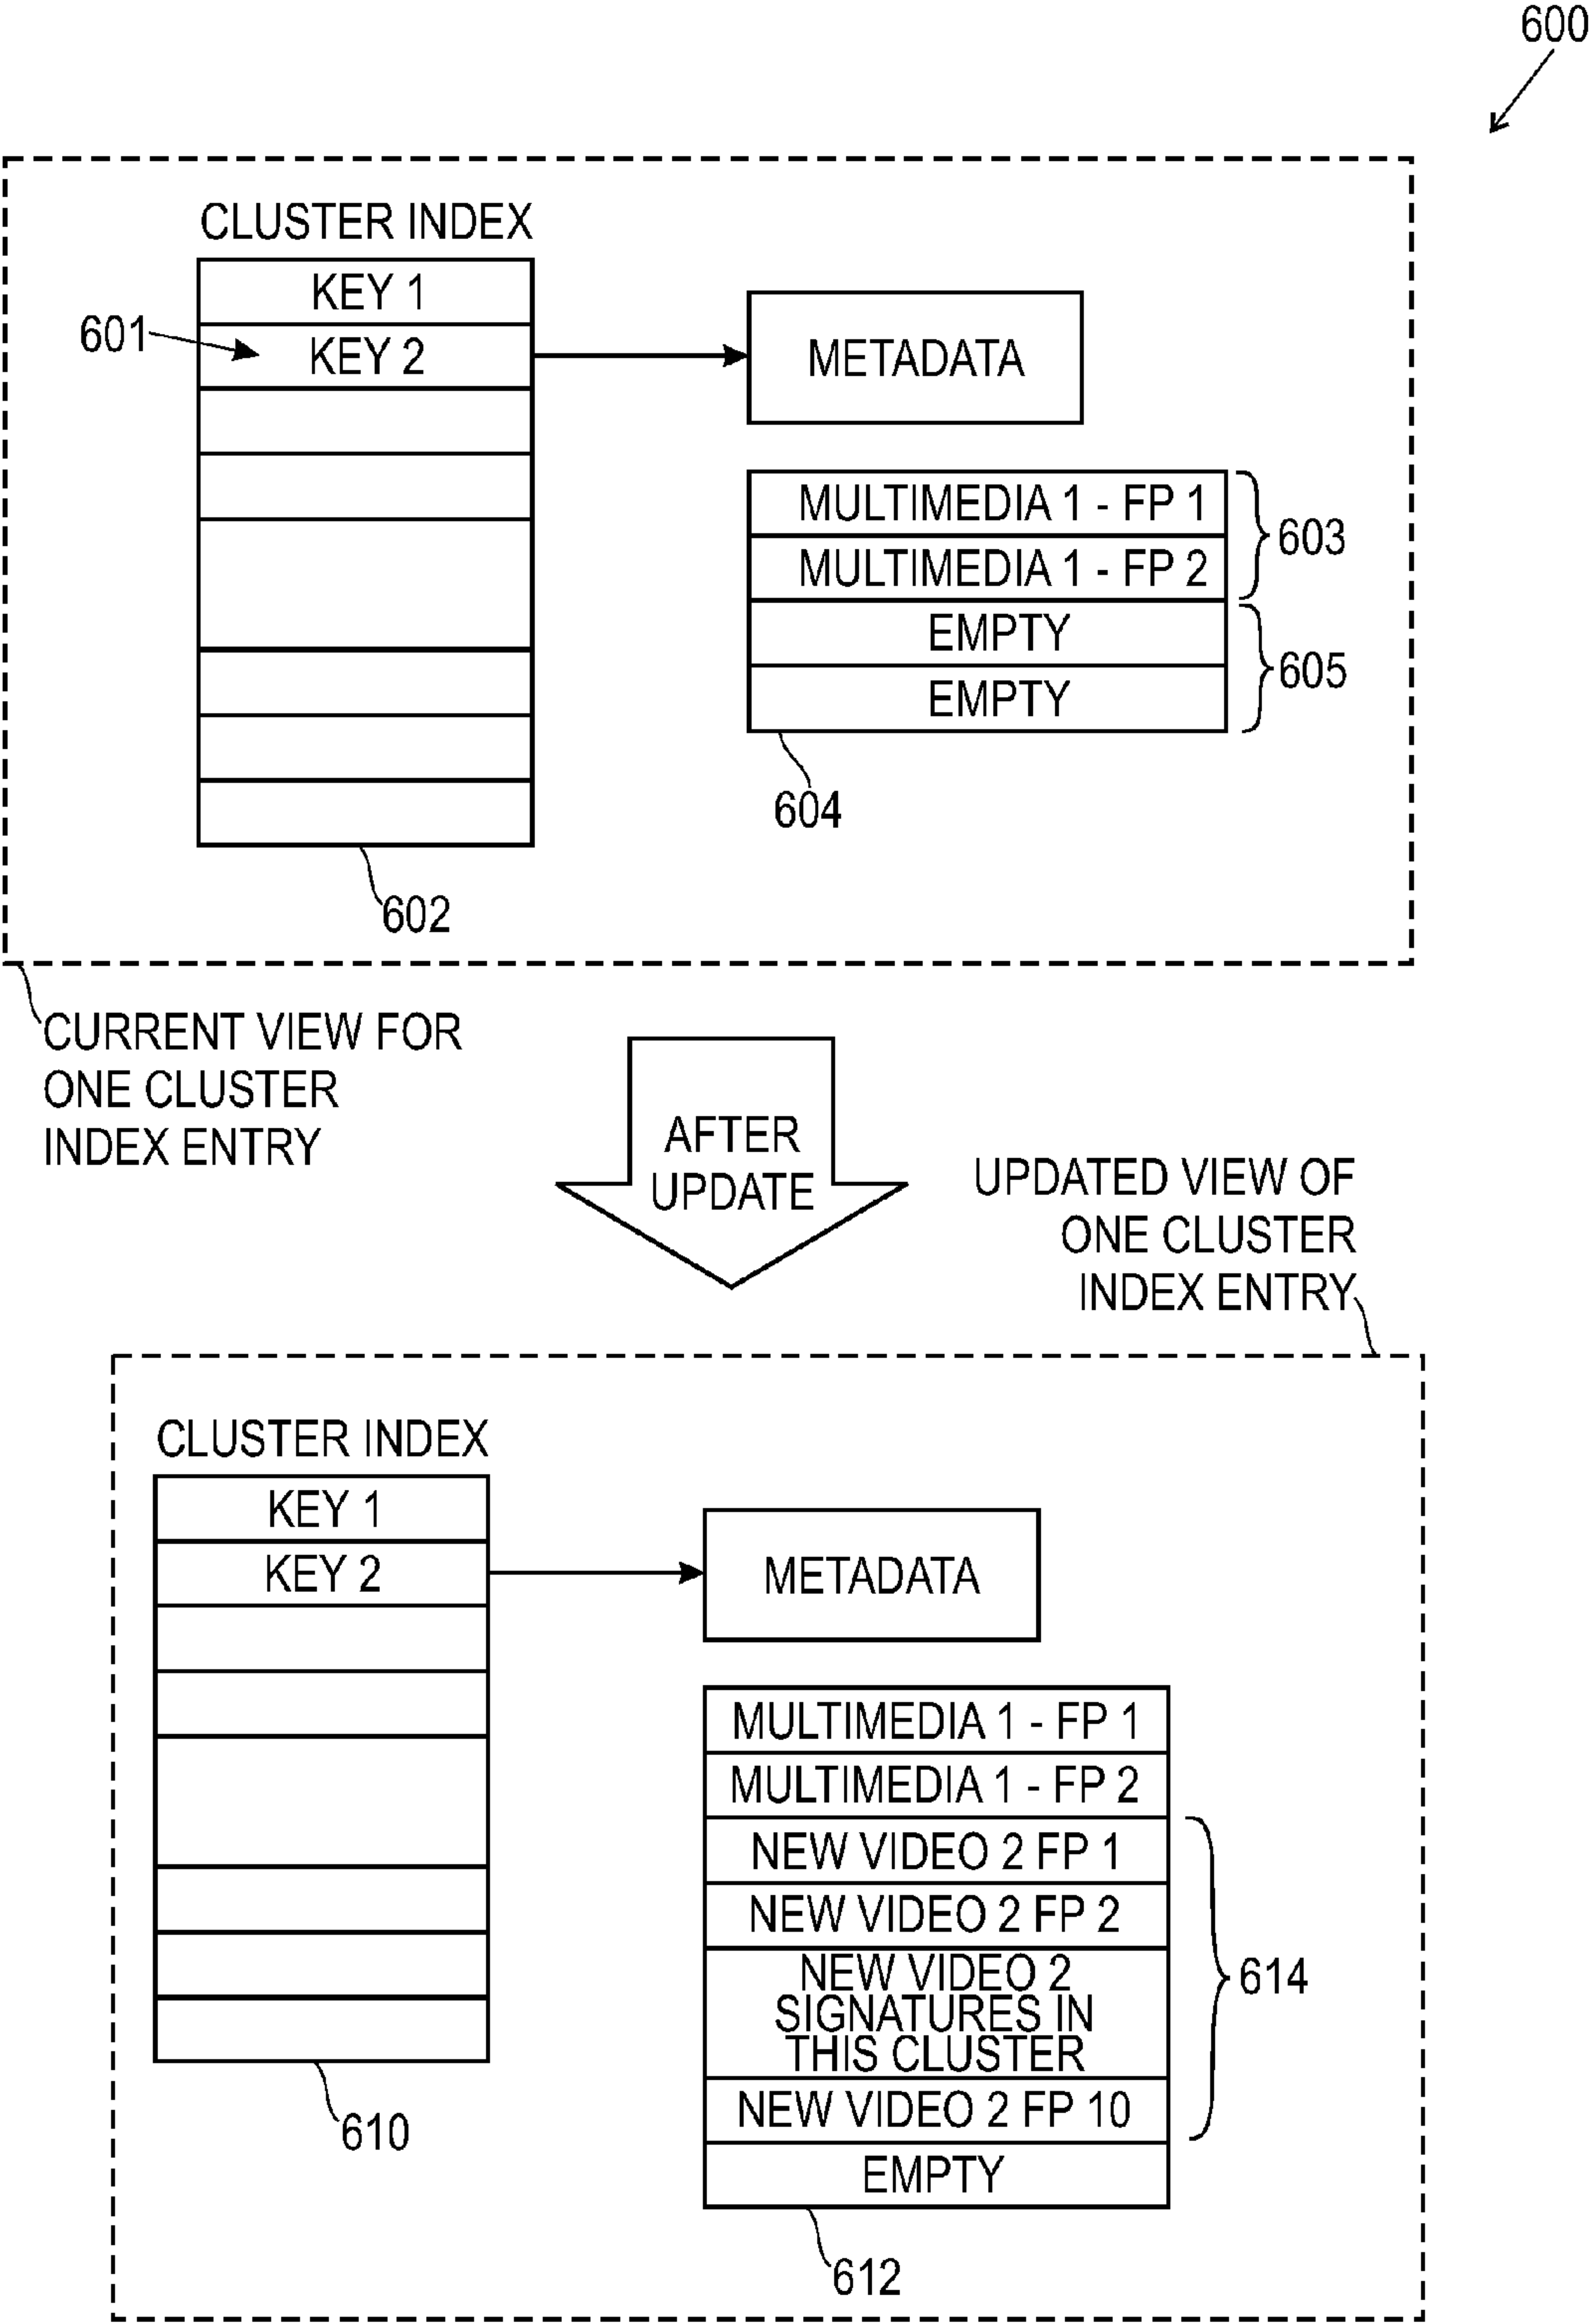 600
CLUSTER INDEX
KEY 1
601
KEY 2
METADATA
MULTIMEDIA 1 - FP 1
MULTIMEDIA 1 - FP 2
603
EMPTY
EMPTY
605
604
602
CURRENT VIEW FOR
ONE CLUSTER
INDEX ENTRY
AFTER
UPDATE
UPDATED VIEW OF
ONE CLUSTER
INDEX ENTRY
CLUSTER INDEX
KEY 1
KEY 2
METADATA
MULTIMEDIA 1 - FP 1
MULTIMEDIA 1 - FP 2
NEW VIDEO 2 FP 1
NEW VIDEO 2 FP 2
NEW VIDEO 2
SIGNATURES IN
THIS CLUSTER
NEW VIDEO 2 FP 10
614
EMPTY
610
612